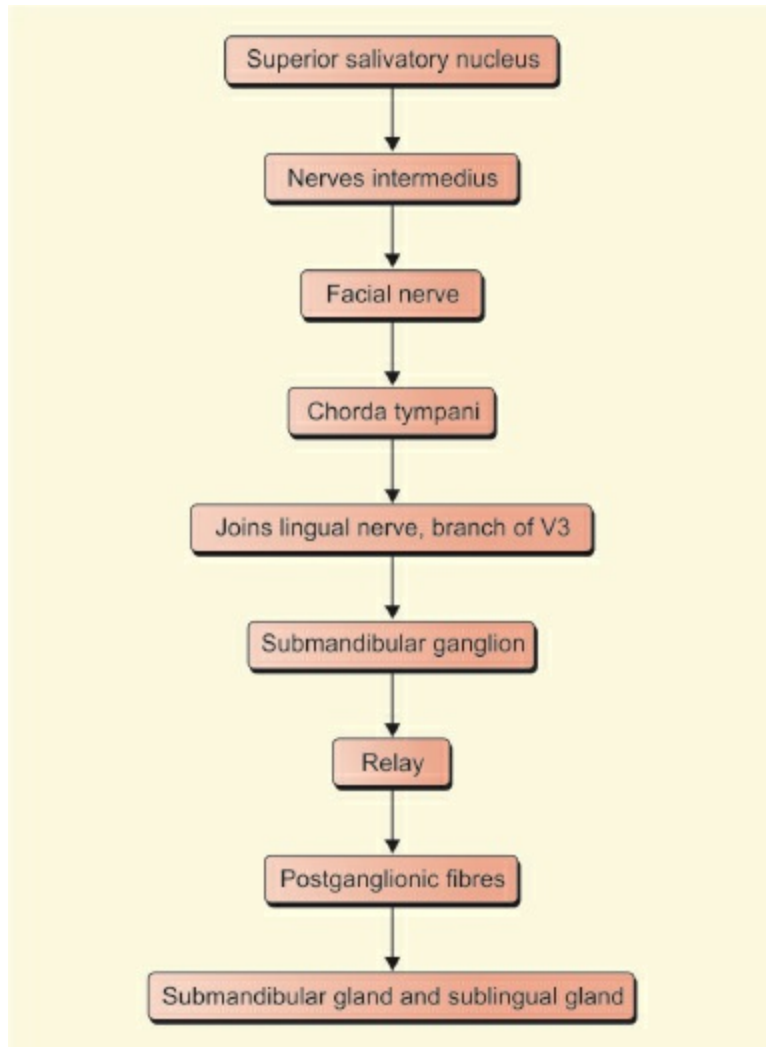 Superior salivatory nucleus
Nerves intermedius
Facial nerve
Chorda tympani
Joins lingual nerve, branch of V3
Submandibular ganglion
Relay
Postganglionic fibres
Submandibular gland and sublingual gland